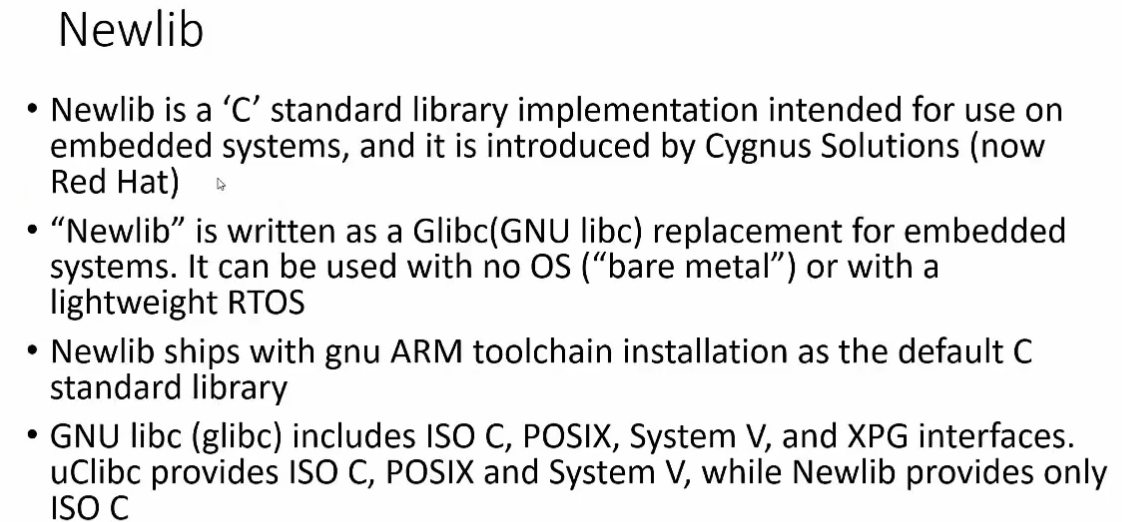 Newlib
• Newlib is a ‘C’ standard library implementation intended for use on
embedded systems, and it is introduced by Cygnus Solutions (now
Red Hat)
• “Newlib” is written as a Glibc(GNU libc) replacement for embedded
systems. It can be used with no OS (“bare metal”) or with a
lightweight RTOS
• Newlib ships with gnu ARM toolchain installation as the default C
standard library
• GNU libc (glibc) includes ISO C, POSIX, System V, and XPG interfaces.
uClibc provides ISO C, POSIX and System V, while Newlib provides only
ISO C